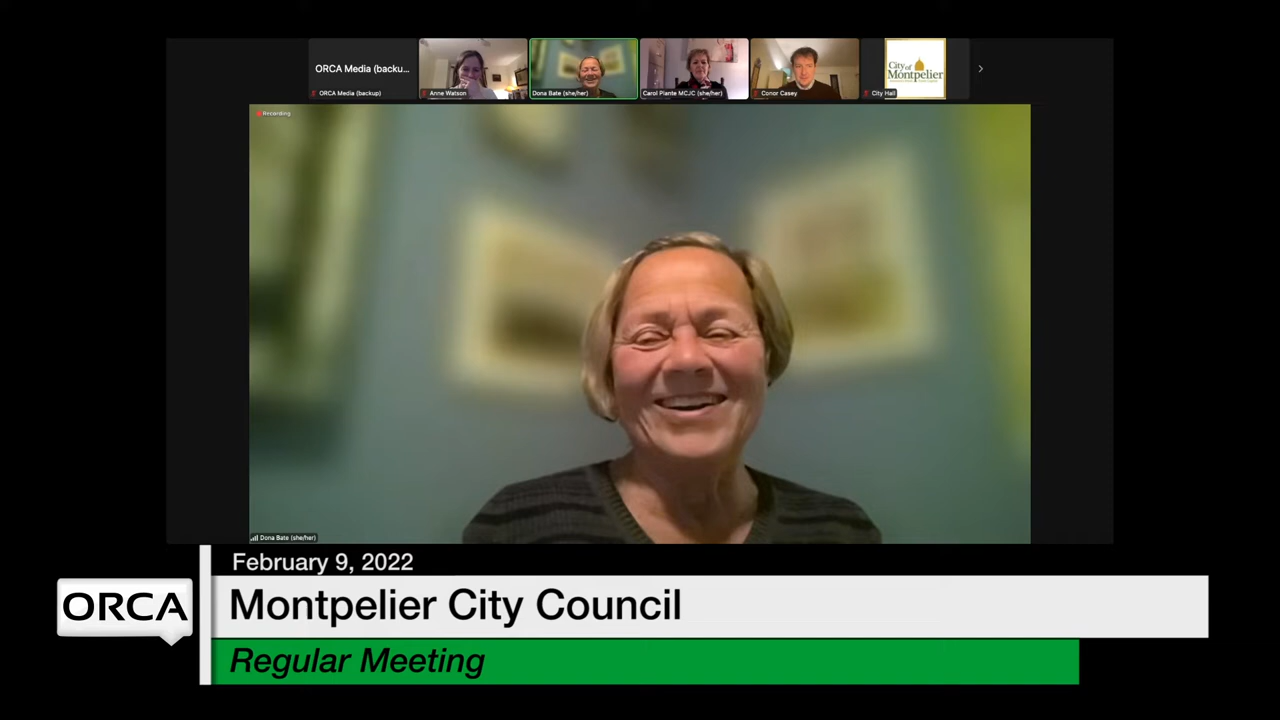 ORCA Media (backu...
ORCA Media (backup)
Anne Watson
Dona Bate (she/her)
Carol Plante MCJC (she/her)
Conor Casey
City of
Montpelier
City Hall
Recording
Dona Bate (she/her)
February 9, 2022
ORCA
Montpelier City Council
Regular Meeting